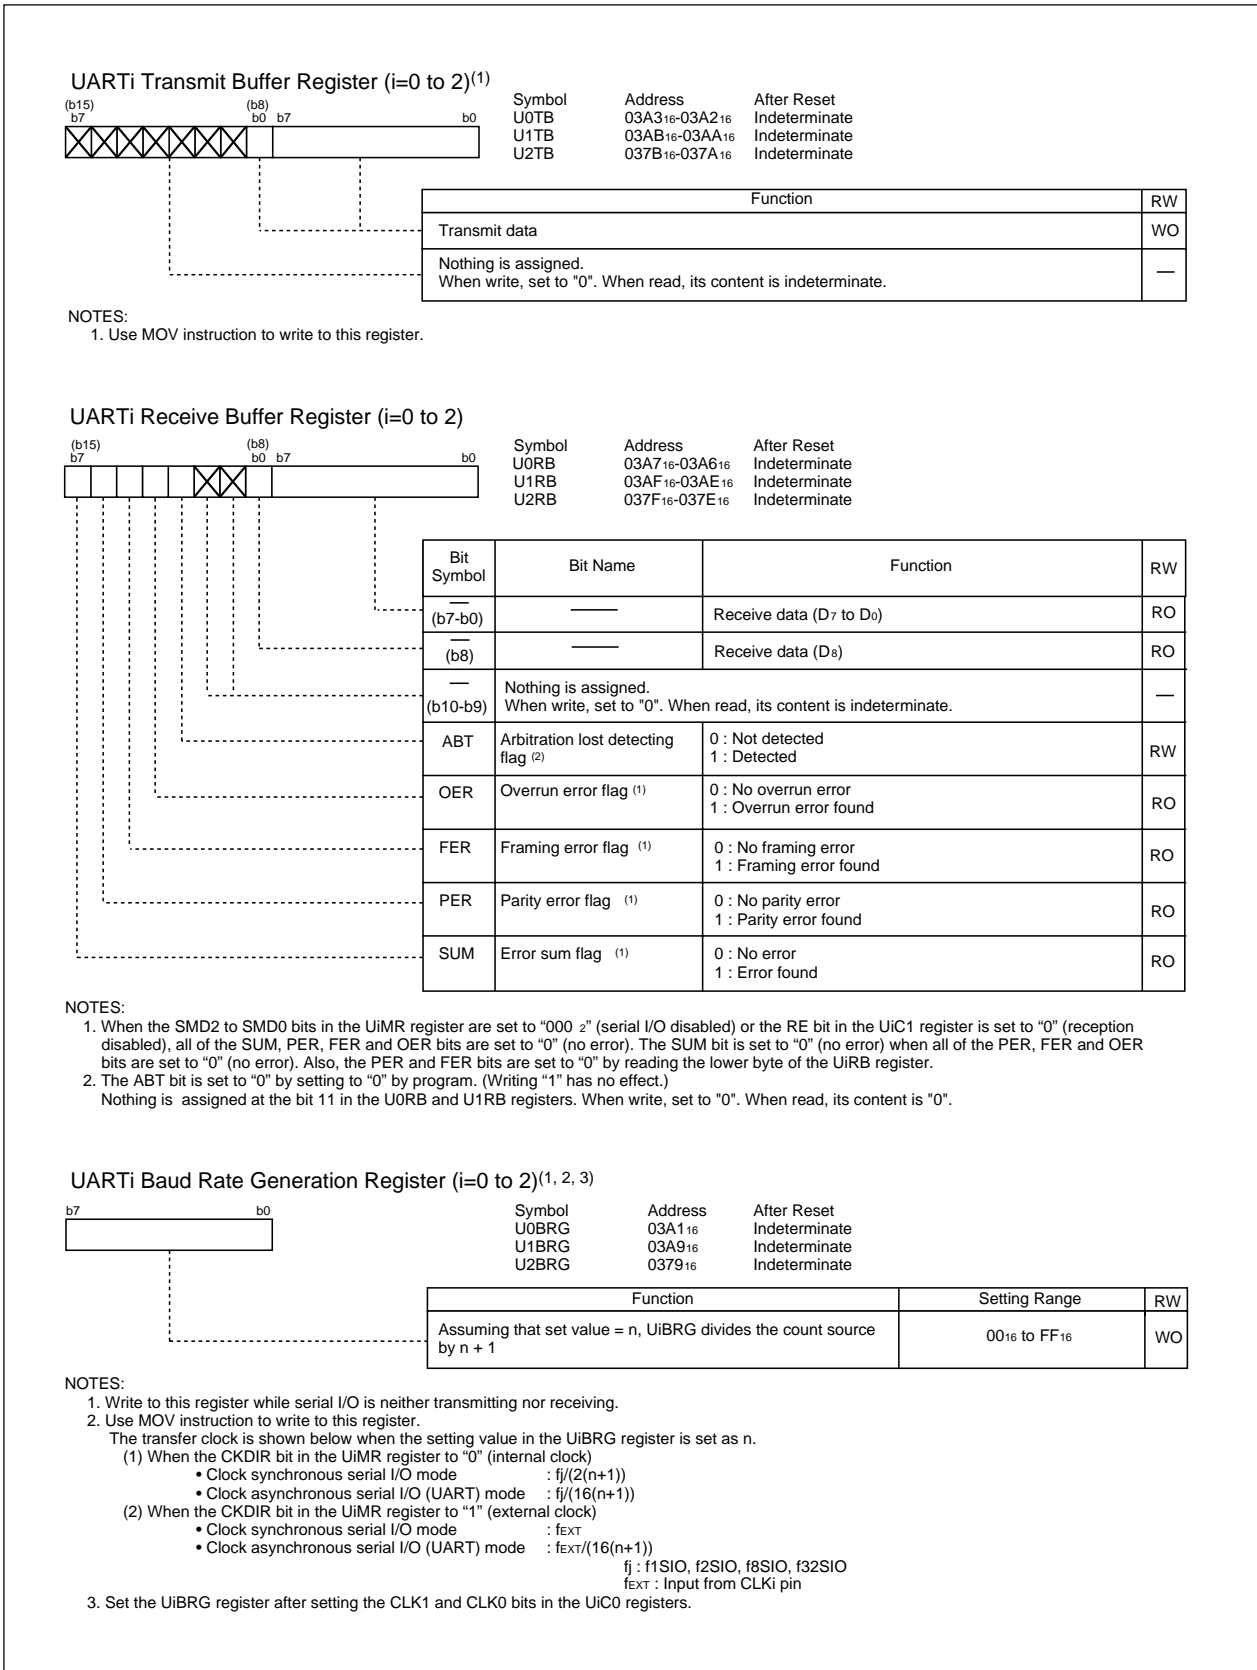 UARTi Transmit Buffer Register (i=0 to 2)(1)
(b15) (b8)
b7 b0 b7 b0
Symbol Address After Reset
U0TB 03A316-03A216 Indeterminate
U1TB 03AB16-03AA16 Indeterminate
U2TB 037B16-037A16 Indeterminate
Function RW
Transmit data WO
Nothing is assigned.
When write, set to "0". When read, its content is indeterminate. —
NOTES:
1. Use MOV instruction to write to this register.
UARTi Receive Buffer Register (i=0 to 2)
(b15) (b8)
b7 b0 b7 b0
Symbol Address After Reset
U0RB 03A716-03A616 Indeterminate
U1RB 03AF16-03AE16 Indeterminate
U2RB 037F16-037E16 Indeterminate
Bit Symbol Bit Name Function RW
— (b7-b0) — Receive data (D7 to D0) RO
— (b8) — Receive data (D8) RO
— (b10-b9) Nothing is assigned.
When write, set to "0". When read, its content is indeterminate. —
ABT Arbitration lost detecting flag (2) 0 : Not detected
1 : Detected RW
OER Overrun error flag (1) 0 : No overrun error
1 : Overrun error found RO
FER Framing error flag (1) 0 : No framing error
1 : Framing error found RO
PER Parity error flag (1) 0 : No parity error
1 : Parity error found RO
SUM Error sum flag (1) 0 : No error
1 : Error found RO
NOTES:
1. When the SMD2 to SMD0 bits in the UiMR register are set to “000 2” (serial I/O disabled) or the RE bit in the UiC1 register is set to “0” (reception
disabled), all of the SUM, PER, FER and OER bits are set to “0” (no error). The SUM bit is set to “0” (no error) when all of the PER, FER and OER
bits are set to “0” (no error). Also, the PER and FER bits are set to “0” by reading the lower byte of the UiRB register.
2. The ABT bit is set to “0” by setting to “0” by program. (Writing “1” has no effect.)
Nothing is assigned at the bit 11 in the U0RB and U1RB registers. When write, set to "0". When read, its content is "0".
UARTi Baud Rate Generation Register (i=0 to 2)(1, 2, 3)
b7 b0
Symbol Address After Reset
U0BRG 03A116 Indeterminate
U1BRG 03A916 Indeterminate
U2BRG 037916 Indeterminate
Function Setting Range RW
Assuming that set value = n, UiBRG divides the count source
by n + 1 0016 to FF16 WO
NOTES:
1. Write to this register while serial I/O is neither transmitting nor receiving.
2. Use MOV instruction to write to this register.
The transfer clock is shown below when the setting value in the UiBRG register is set as n.
(1) When the CKDIR bit in the UiMR register to “0” (internal clock)
• Clock synchronous serial I/O mode : fj/(2(n+1))
• Clock asynchronous serial I/O (UART) mode : fj/(16(n+1))
(2) When the CKDIR bit in the UiMR register to “1” (external clock)
• Clock synchronous serial I/O mode : fEXT
• Clock asynchronous serial I/O (UART) mode : fEXT/(16(n+1))
fj : f1SIO, f2SIO, f8SIO, f32SIO
fEXT : Input from CLKi pin
3. Set the UiBRG register after setting the CLK1 and CLK0 bits in the UiC0 registers.